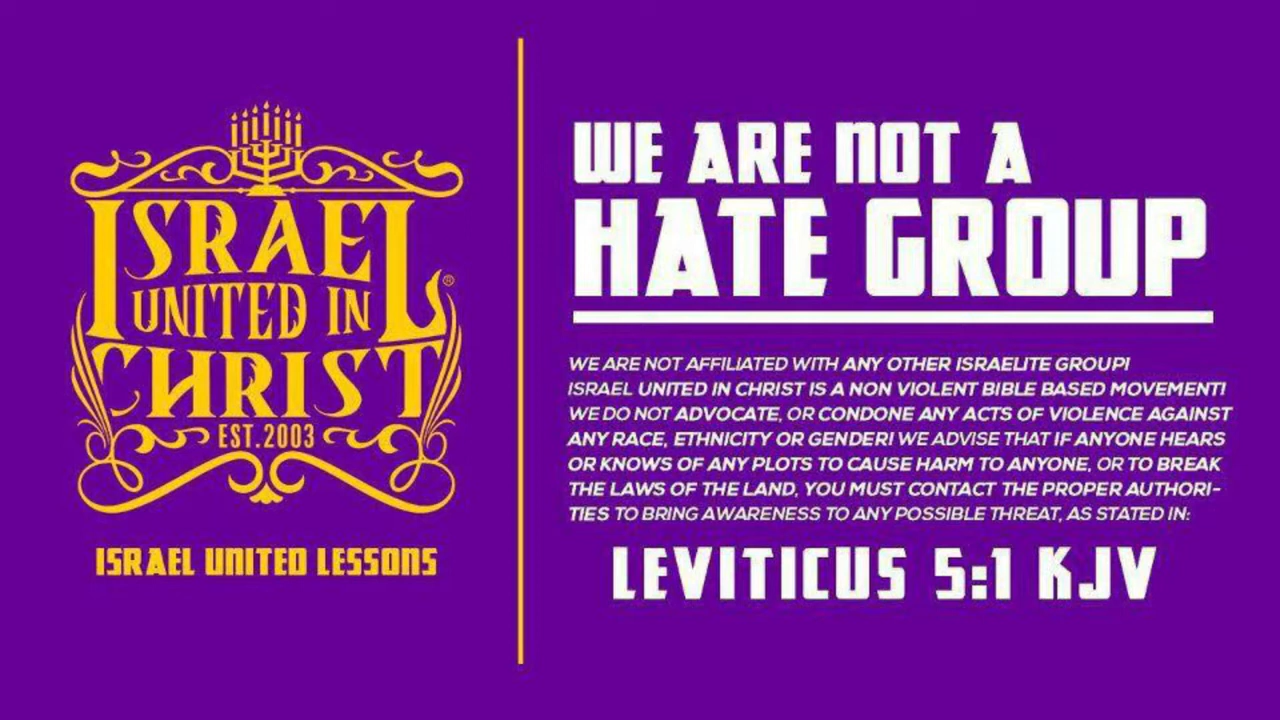 ISRAEL
UNITED IN
CHRIST®
EST.2003
ISRAEL UNITED LESSONS
WE ARE NOT A
HATE GROUP
WE ARE NOT AFFILIATED WITH ANY OTHER ISRAELITE GROUP!
ISRAEL UNITED IN CHRIST IS A NON VIOLENT BIBLE BASED MOVEMENT!
WE DO NOT ADVOCATE, OR CONDONE ANY ACTS OF VIOLENCE AGAINST
ANY RACE, ETHNICITY OR GENDER! WE ADVISE THAT IF ANYONE HEARS
OR KNOWS OF ANY PLOTS TO CAUSE HARM TO ANYONE, OR TO BREAK
THE LAWS OF THE LAND, YOU MUST CONTACT THE PROPER AUTHORI-
TIES TO BRING AWARENESS TO ANY POSSIBLE THREAT, AS STATED IN:
LEVITICUS 5:1 KJV